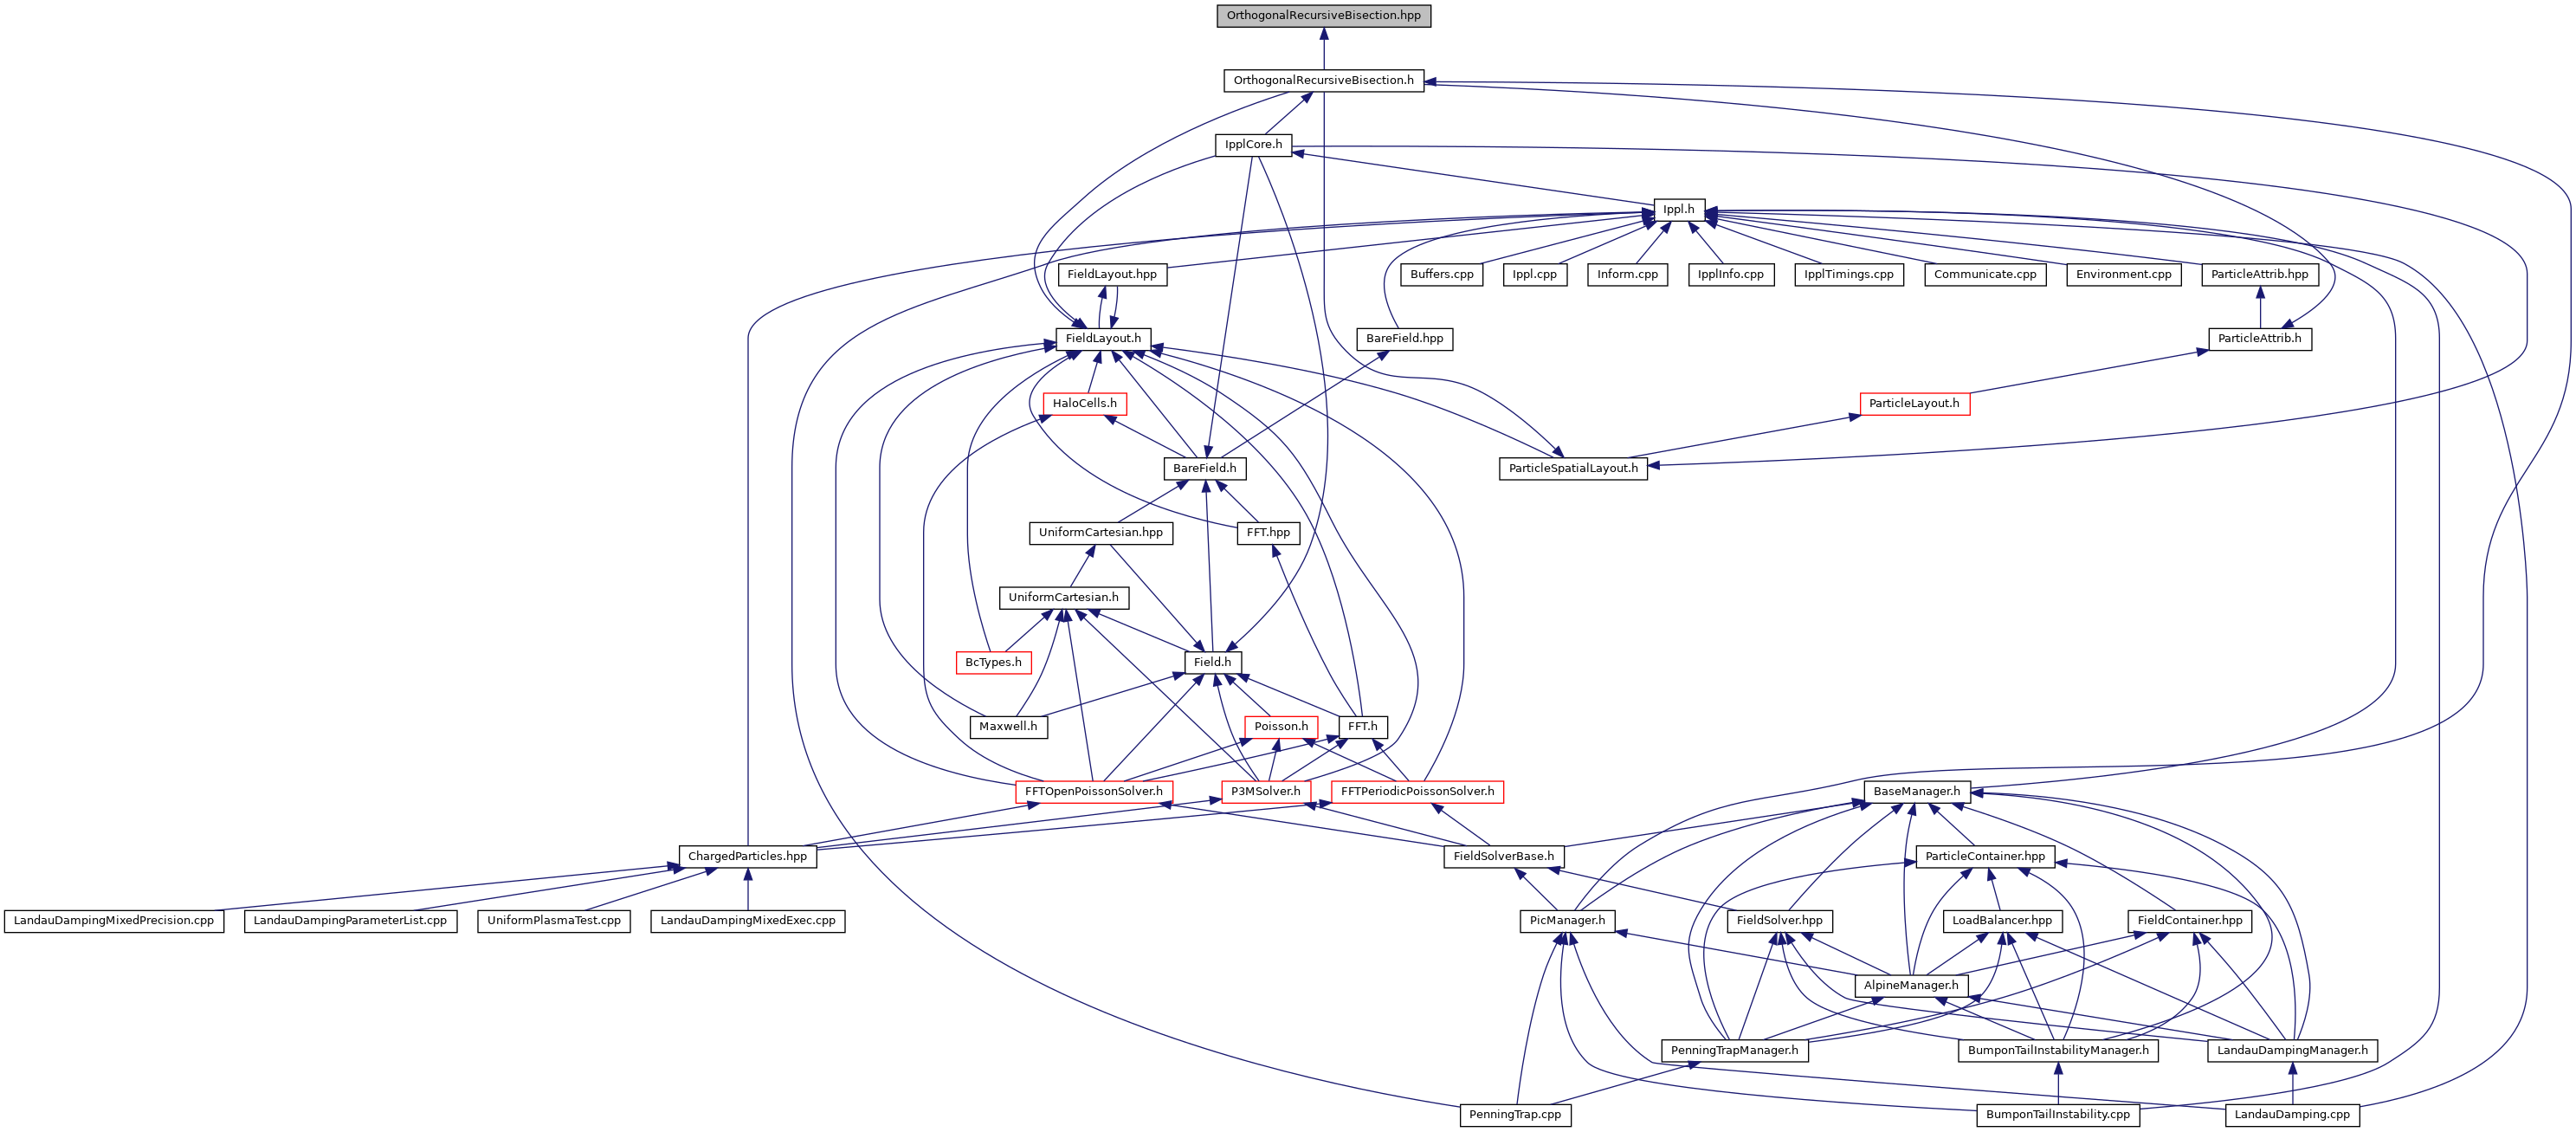 OrthogonalRecursiveBisection.hpp
OrthogonalRecursiveBisection.h
IpplCore.h
Ippl.h
FieldLayout.hpp
Buffers.cpp
Ippl.cpp
Inform.cpp
IpplInfo.cpp
IpplTimings.cpp
Communicate.cpp
Environment.cpp
ParticleAttrib.hpp
FieldLayout.h
BareField.hpp
ParticleAttrib.h
HaloCells.h
ParticleLayout.h
BareField.h
ParticleSpatialLayout.h
UniformCartesian.hpp
FFT.hpp
UniformCartesian.h
BcTypes.h
Field.h
Maxwell.h
Poisson.h
FFT.h
FFTOpenPoissonSolver.h
P3MSolver.h
FFTPeriodicPoissonSolver.h
BaseManager.h
ChargedParticles.hpp
FieldSolverBase.h
ParticleContainer.hpp
LandauDampingMixedPrecision.cpp
LandauDampingParameterList.cpp
UniformPlasmaTest.cpp
LandauDampingMixedExec.cpp
PicManager.h
FieldSolver.hpp
LoadBalancer.hpp
FieldContainer.hpp
AlpineManager.h
PenningTrapManager.h
BumponTailInstabilityManager.h
LandauDampingManager.h
PenningTrap.cpp
BumponTailInstability.cpp
LandauDamping.cpp